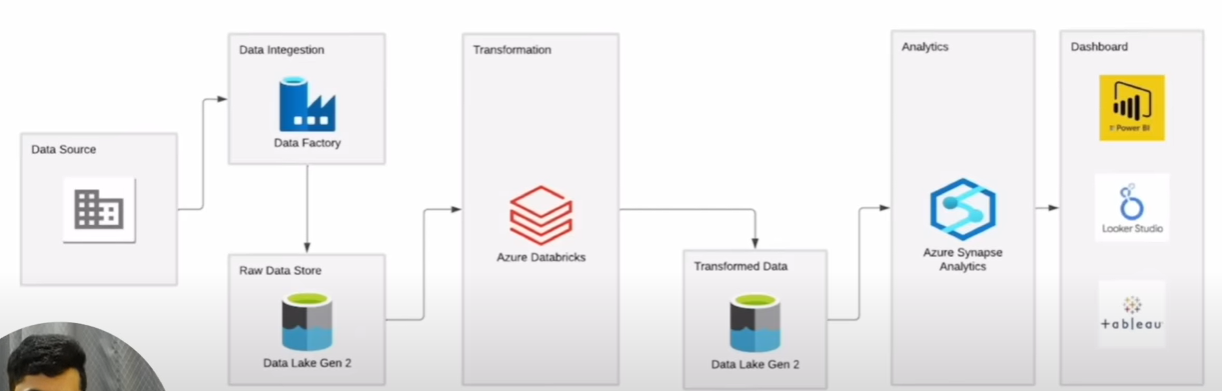 Data Source
Data Integestion
Data Factory
Raw Data Store
Data Lake Gen 2
Transformation
Azure Databricks
Transformed Data
Data Lake Gen 2
Analytics
Azure Synapse
Analytics
Dashboard
Power BI
Looker Studio
+ableau